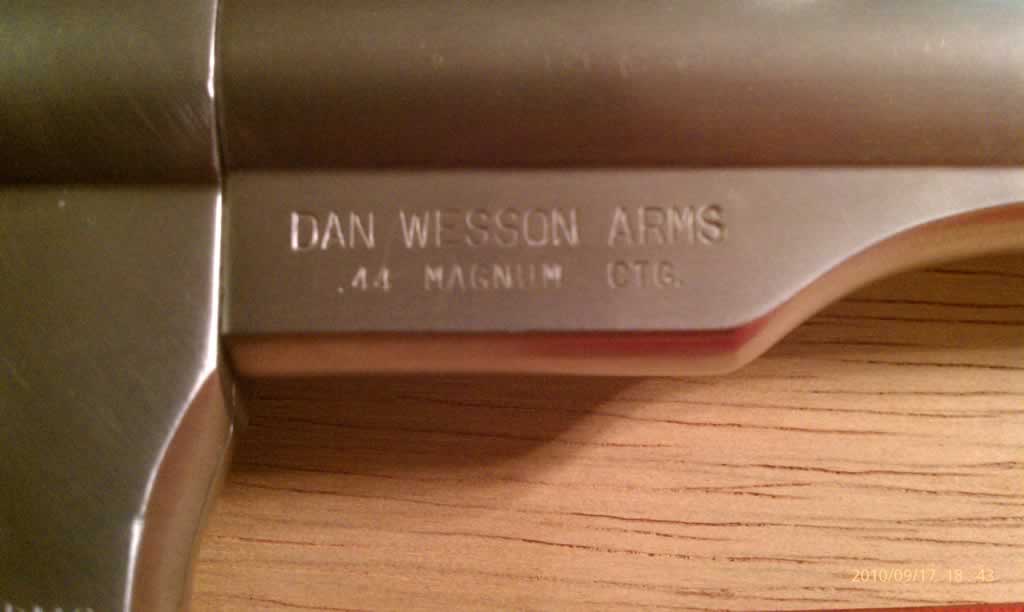 DAN WESSON ARMS
.44 MAGNUM CTG.
2010/09/17 18:43